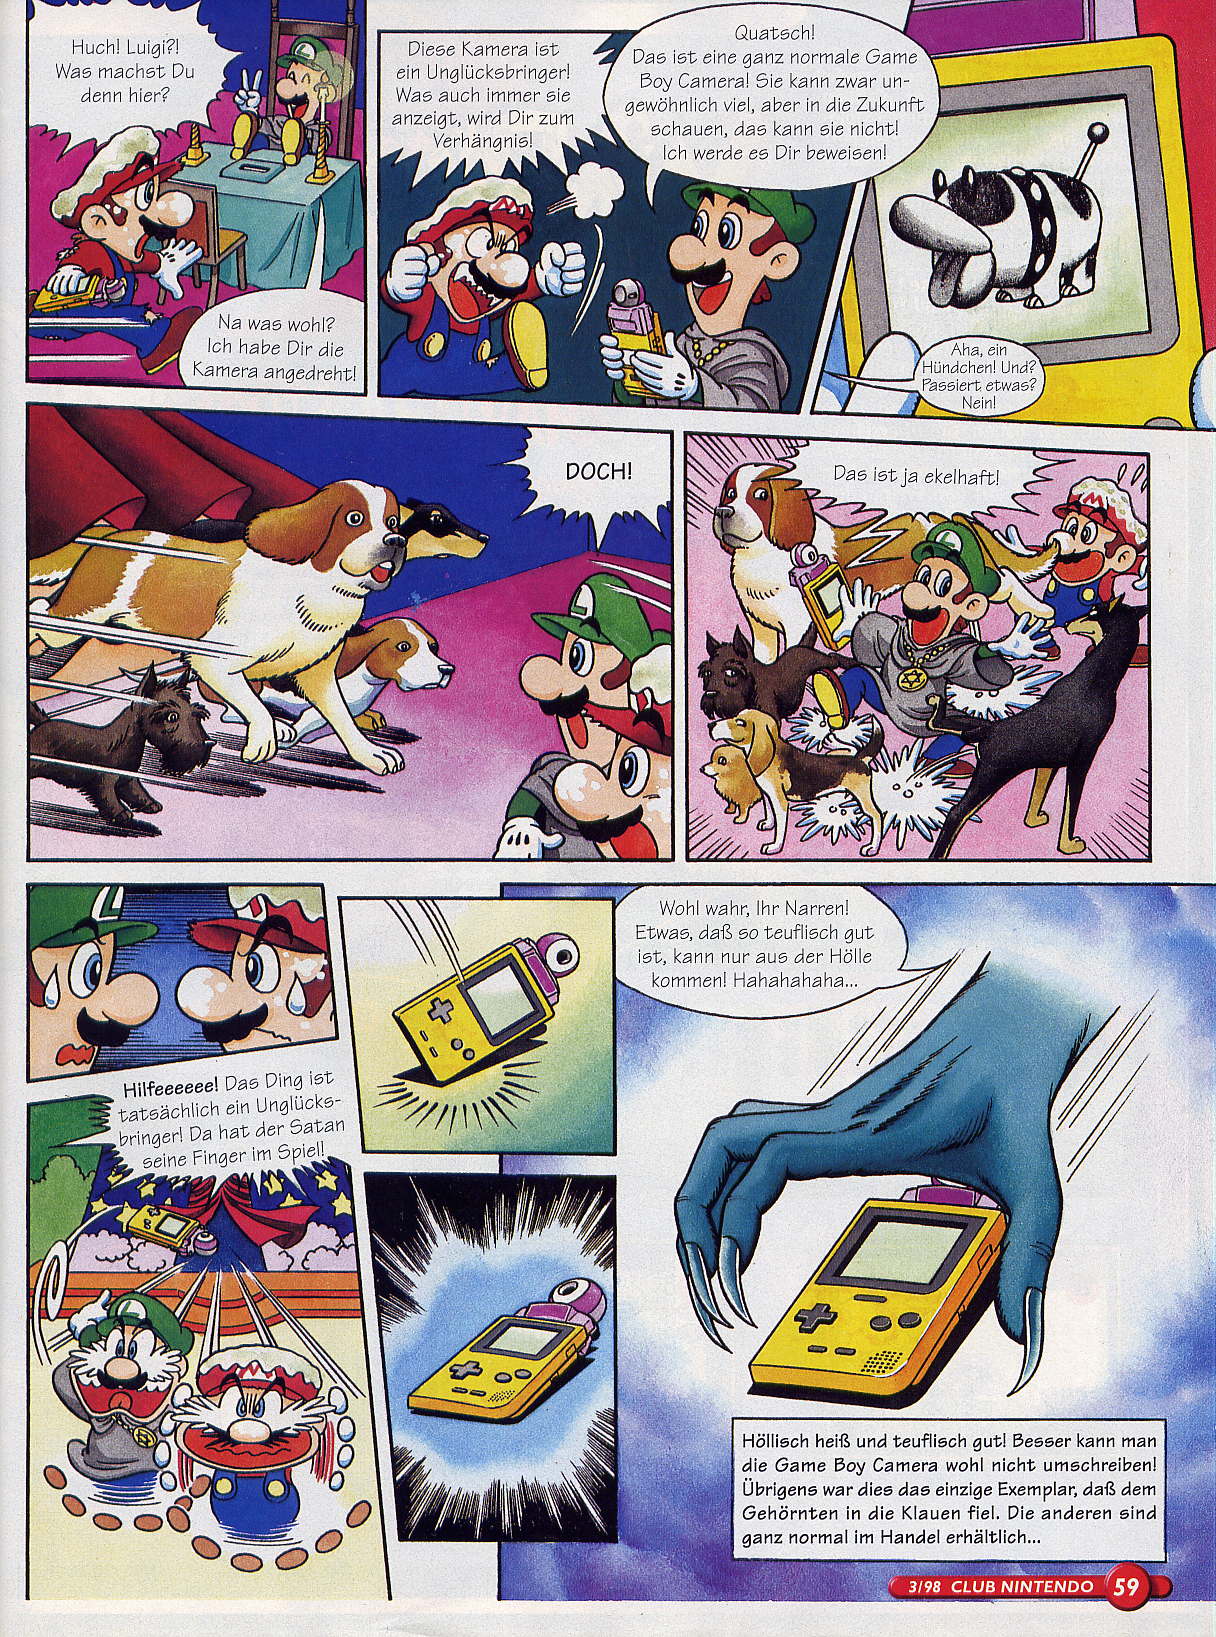 Huch! Luigi?!
Was machst Du
denn hier?
Na was wohl?
Ich habe Dir die
Kamera angedreht!
Diese Kamera ist
ein Unglücksbringer!
Was auch immer sie
anzeigt, wird Dir zum
Verhängnis!
Quatsch!
Das ist eine ganz normale Game
Boy Camera! Sie kann zwar un-
gewöhnlich viel, aber in die Zukunft
schauen, das kann sie nicht!
Ich werde es Dir beweisen!
Aha, ein
Hündchen! Und?
Passiert etwas?
Nein!
DOCH!
L
Das ist ja ekelhaft!
M
L
Hilfeeeeee! Das Ding ist
tatsächlich ein Unglücks-
bringer! Da hat der Satan
seine Finger im Spiel!
L
M
Wohl wahr, Ihr Narren!
Etwas, daß so teuflisch gut
ist, kann nur aus der Hölle
kommen! Hahahahaha...
Höllisch heiß und teuflisch gut! Besser kann man
die Game Boy Camera wohl nicht umschreiben!
Übrigens war dies das einzige Exemplar, daß dem
Gehörnten in die Klauen fiel. Die anderen sind
ganz normal im Handel erhältlich...
3/98 CLUB NINTENDO 59